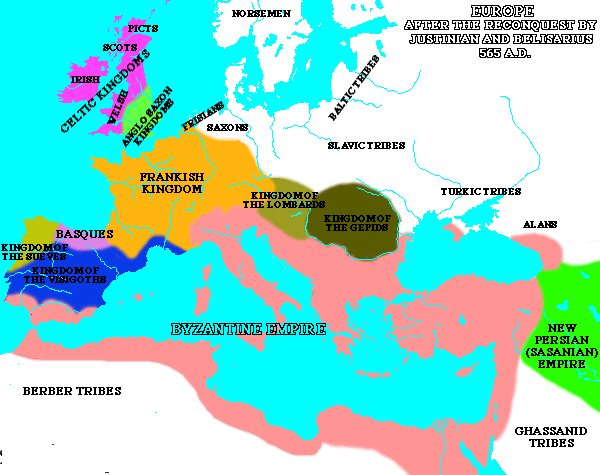 EUROPE
AFTER THE RECONQUEST BY
JUSTINIAN AND BELISARIUS
565 A.D.
NORSEMEN
PICTS
SCOTS
IRISH
CELTIC KINGDOMS
WELSH
ANGLO SAXON
KINGDOMS
FRISIANS
SAXONS
BALTIC TRIBES
SLAVIC TRIBES
FRANKISH
KINGDOM
KINGDOM OF
THE LOMBARDS
KINGDOM OF
THE GEPIDS
TURKIC TRIBES
ALANS
BASQUES
KINGDOM OF
THE SUEVES
KINGDOM OF
THE VISIGOTHS
BYZANTINE EMPIRE
NEW
PERSIAN
(SASANIAN)
EMPIRE
BERBER TRIBES
GHASSANID
TRIBES